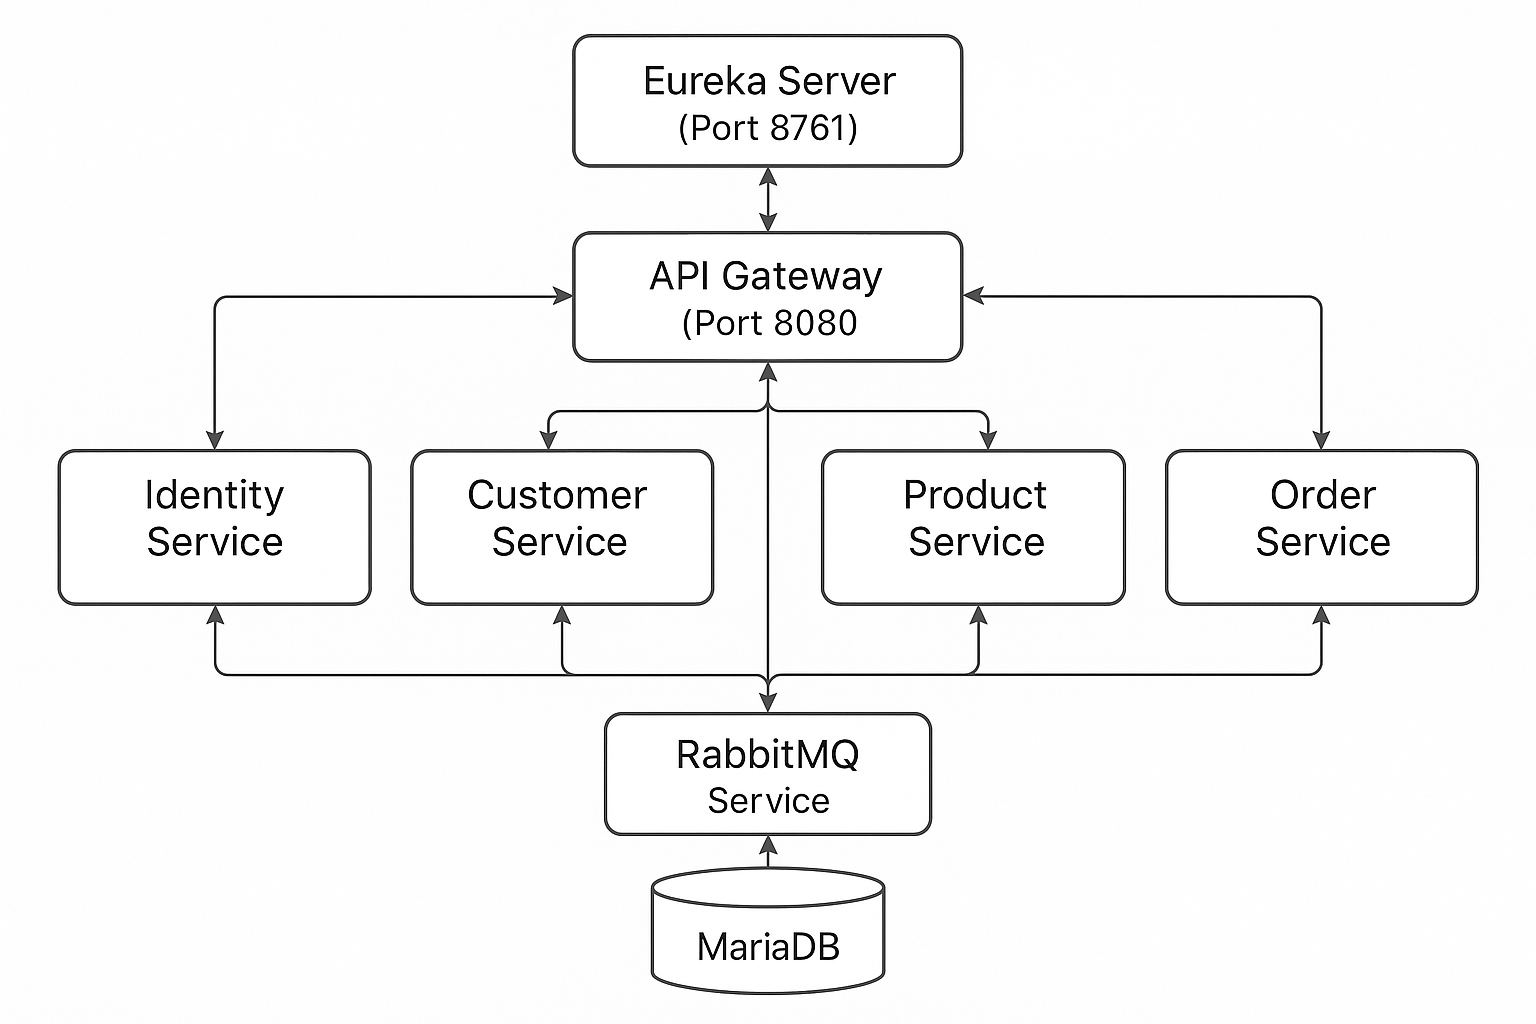 Eureka Server
(Port 8761)
API Gateway
(Port 8080
Identity
Service
Customer
Service
Product
Service
Order
Service
RabbitMQ
Service
MariaDB